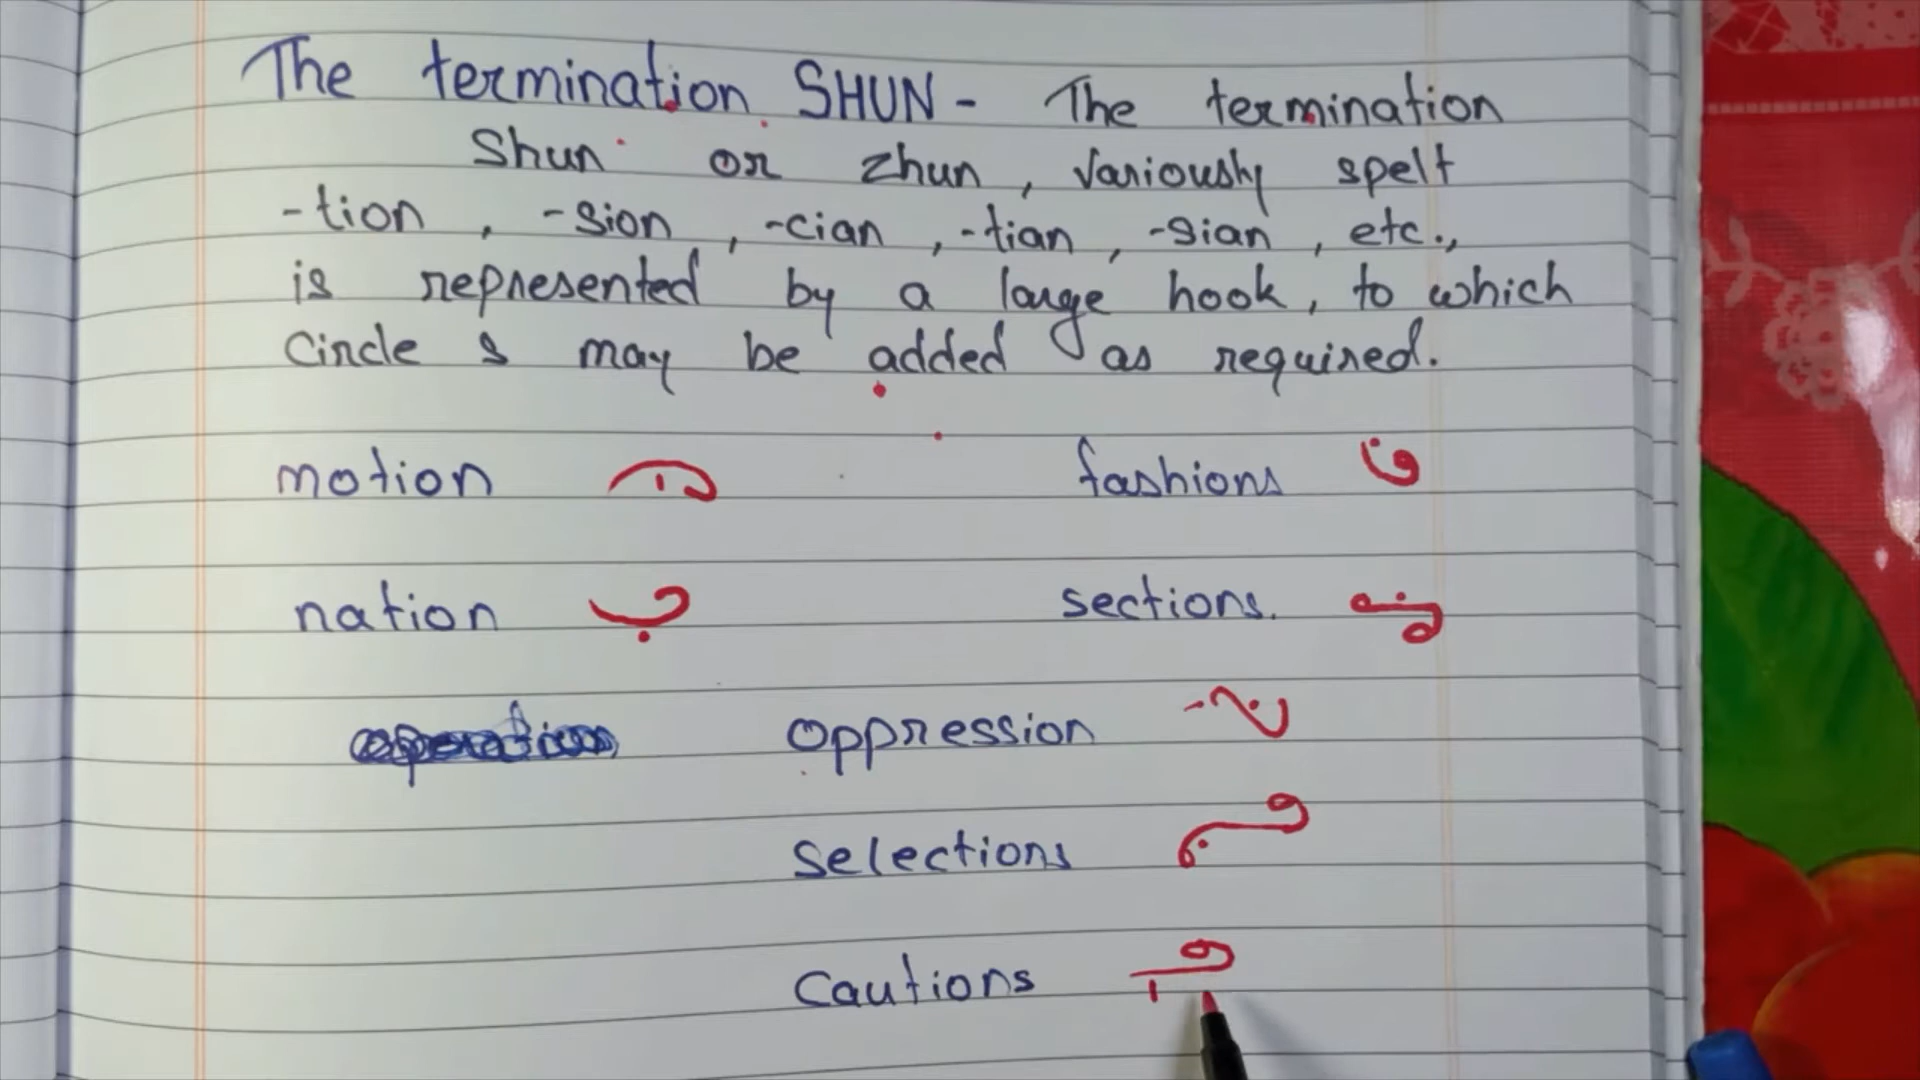 The termination SHUN - The termination
Shun or zhun, variously spelt
-tion, -sion, -cian, -tian, -sian, etc.,
is represented by a large hook, to which
Circle s may be added as required.
motion fashions
nation sections.
oppression
selections
Cautions